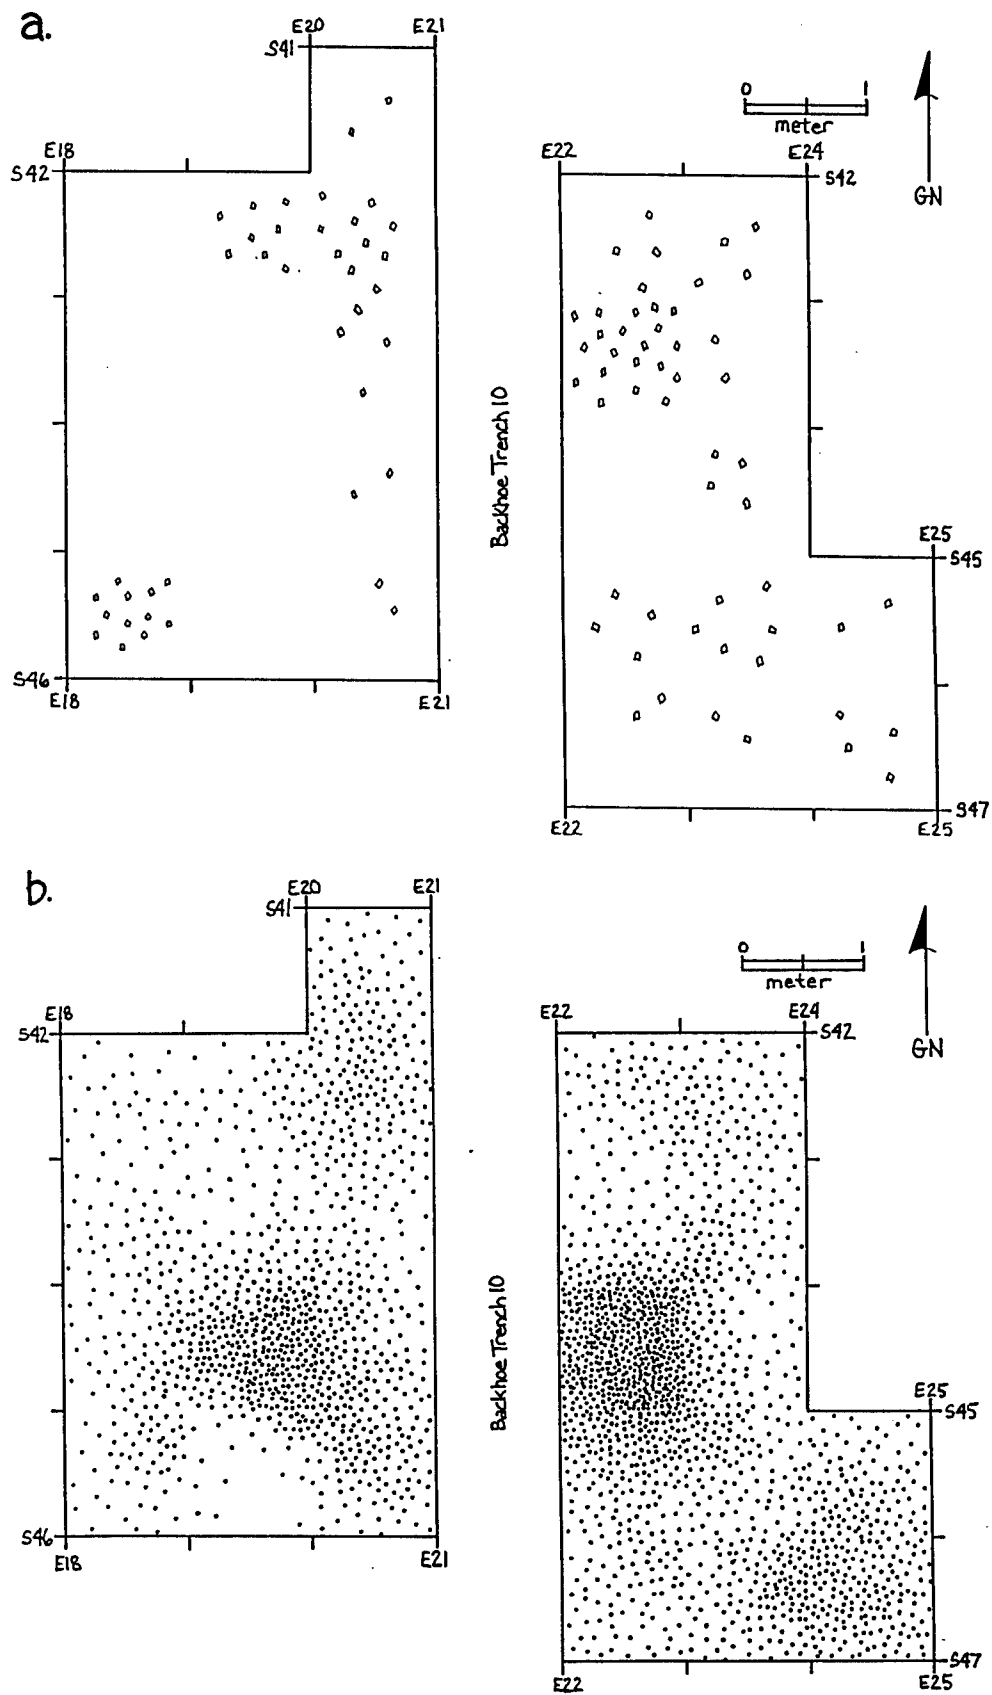 a.
E20 E21
S41
0 1
meter
E18
S42
E22 E24
S42
GN
Backhoe Trench 10
E25
S45
S46
E18 E21
S47
E22 E25
b.
E20 E21
S41
0 1
meter
E18
S42
E22 E24
S42
GN
Backhoe Trench 10
E25
S45
S46
E18 E21
S47
E22 E25